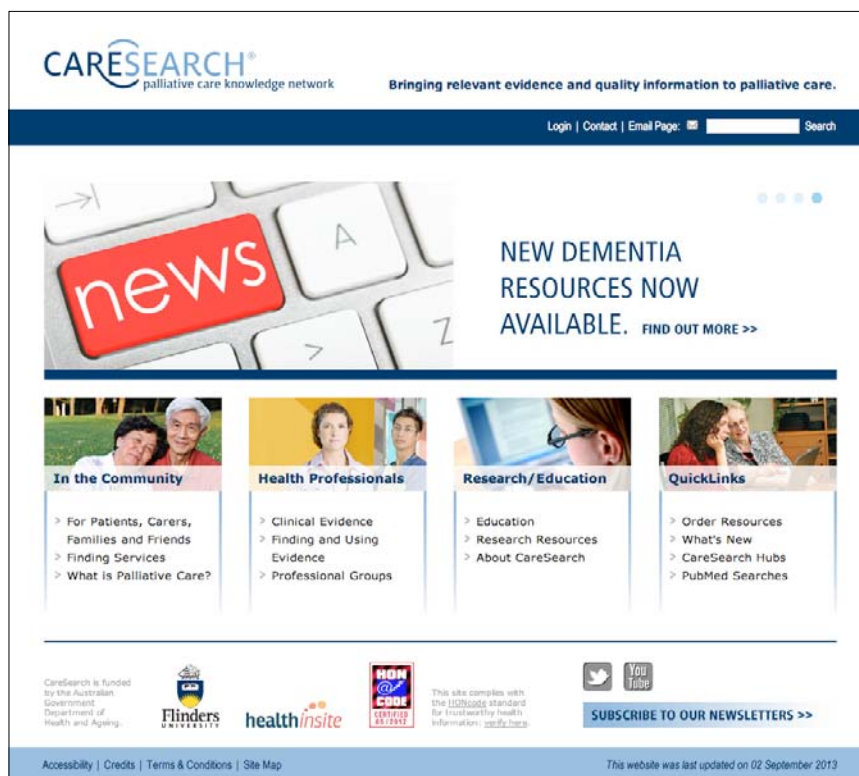 CARESEARCH®
palliative care knowledge network
Bringing relevant evidence and quality information to palliative care.
Login | Contact | Email Page: Search
news
A
Z
>
NEW DEMENTIA
RESOURCES NOW
AVAILABLE. FIND OUT MORE >>
In the Community
> For Patients, Carers,
Families and Friends
> Finding Services
> What is Palliative Care?
Health Professionals
> Clinical Evidence
> Finding and Using
Evidence
> Professional Groups
Research/Education
> Education
> Research Resources
> About CareSearch
QuickLinks
> Order Resources
> What's New
> CareSearch Hubs
> PubMed Searches
CareSearch is funded
by the Australian
Government
Department of
Health and Ageing.
Flinders
UNIVERSITY
healthinsite
HON
@
CODE
CERTIFIED
05/2012
This site complies with
the HONcode standard
for trustworthy health
information: verify here.
You
Tube
SUBSCRIBE TO OUR NEWSLETTERS >>
Accessibility | Credits | Terms & Conditions | Site Map
This website was last updated on 02 September 2013